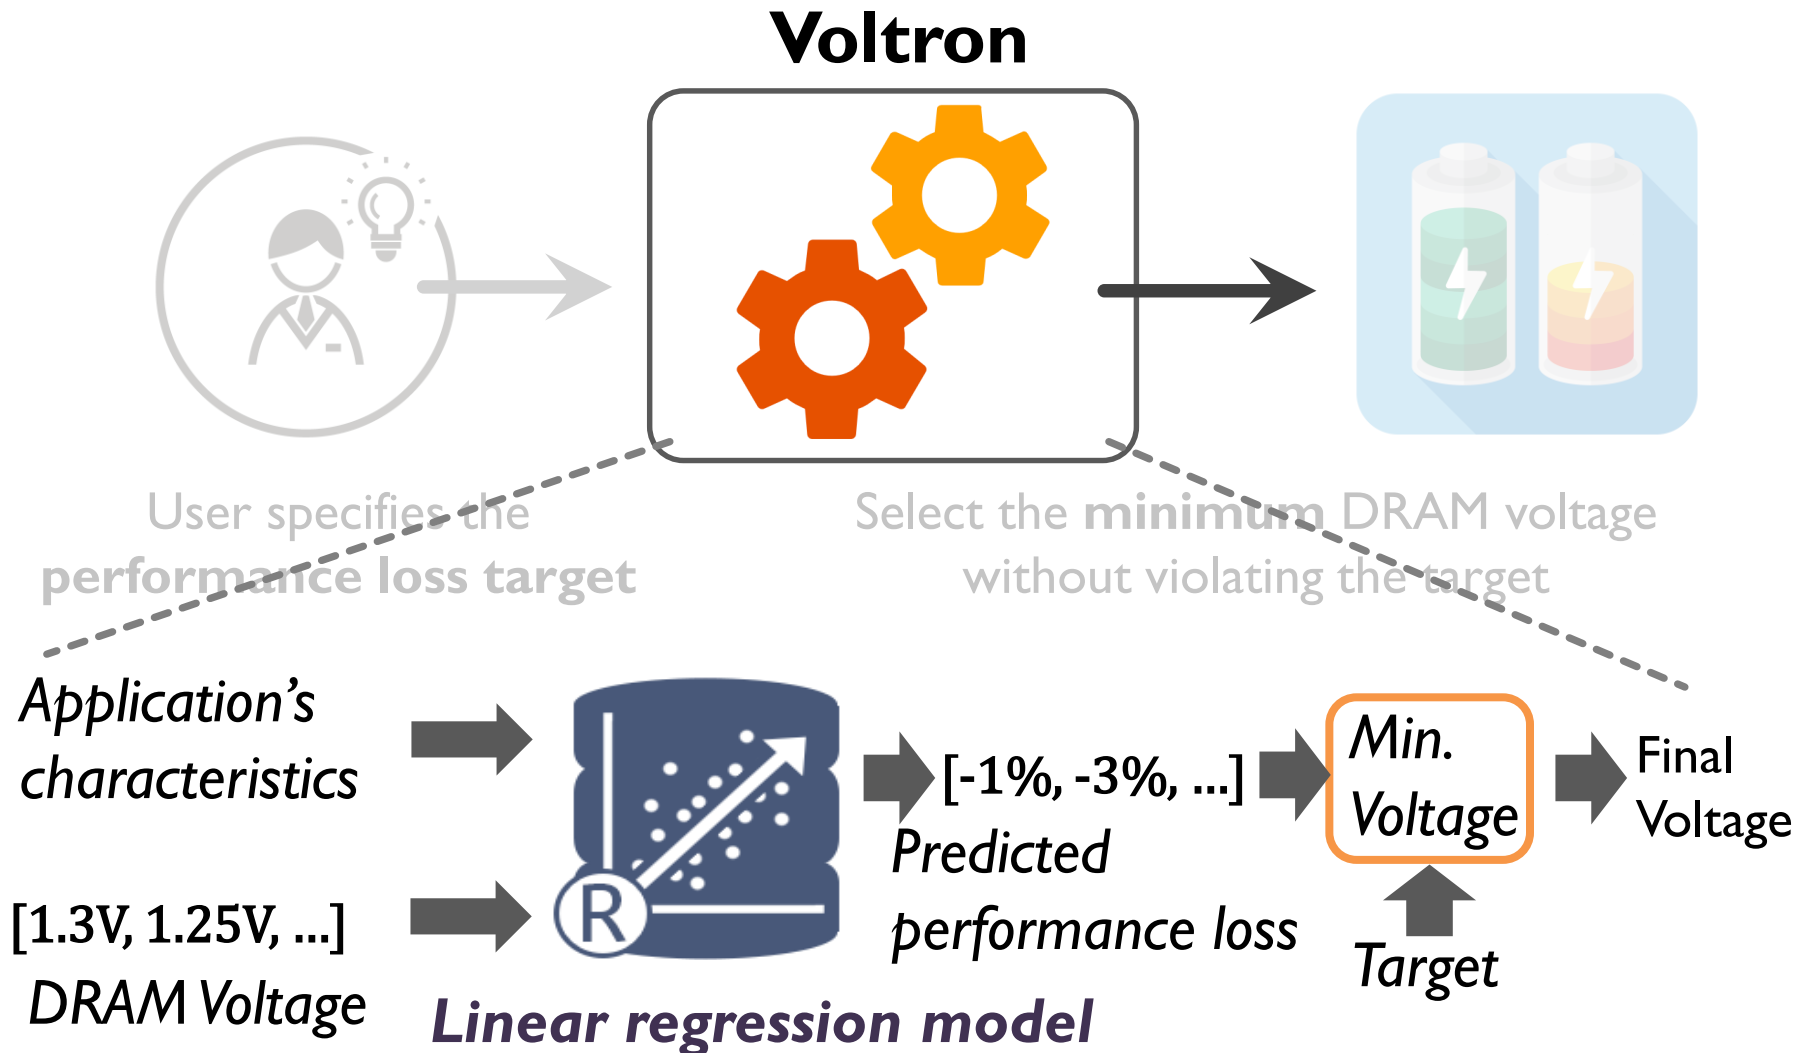 Voltron
User specifies the
performance loss target
Select the minimum DRAM voltage
without violating the target
Application’s
characteristics
[1.3V, 1.25V, ...]
DRAM Voltage
R
Linear regression model
[-1%, -3%, ...]
Predicted
performance loss
Min.
Voltage
Target
Final
Voltage